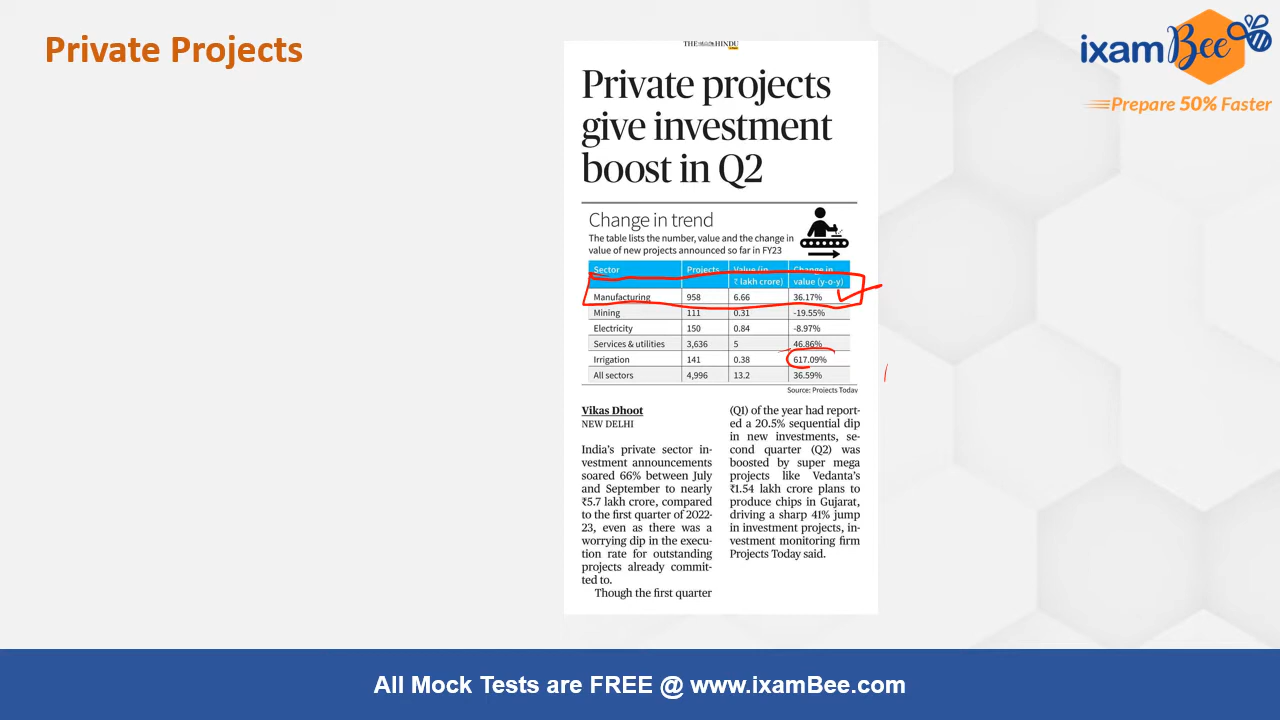 Private Projects
ixamBee
Prepare 50% Faster
THE HINDU
Private projects
give investment
boost in Q2
Change in trend
The table lists the number, value and the change in
value of new projects announced so far in FY23
Sector Projects Value (in ₹ lakh crore) Change in value (y-o-y)
Manufacturing 958 6.66 36.17%
Mining 111 0.31 -19.55%
Electricity 150 0.84 -8.97%
Services & utilities 3,636 5 46.86%
Irrigation 141 0.38 617.09%
All sectors 4,996 13.2 36.59%
Source: Projects Today
Vikas Dhoot
NEW DELHI
India's private sector in-
vestment announcements
soared 66% between July
and September to nearly
₹5.7 lakh crore, compared
to the first quarter of 2022-
23, even as there was a
worrying dip in the execu-
tion rate for outstanding
projects already commit-
ted to.
Though the first quarter
(Q1) of the year had report-
ed a 20.5% sequential dip
in new investments, se-
cond quarter (Q2) was
boosted by super mega
projects like Vedanta's
₹1.54 lakh crore plans to
produce chips in Gujarat,
driving a sharp 41% jump
in investment projects, in-
vestment monitoring firm
Projects Today said.
All Mock Tests are FREE @ www.ixamBee.com